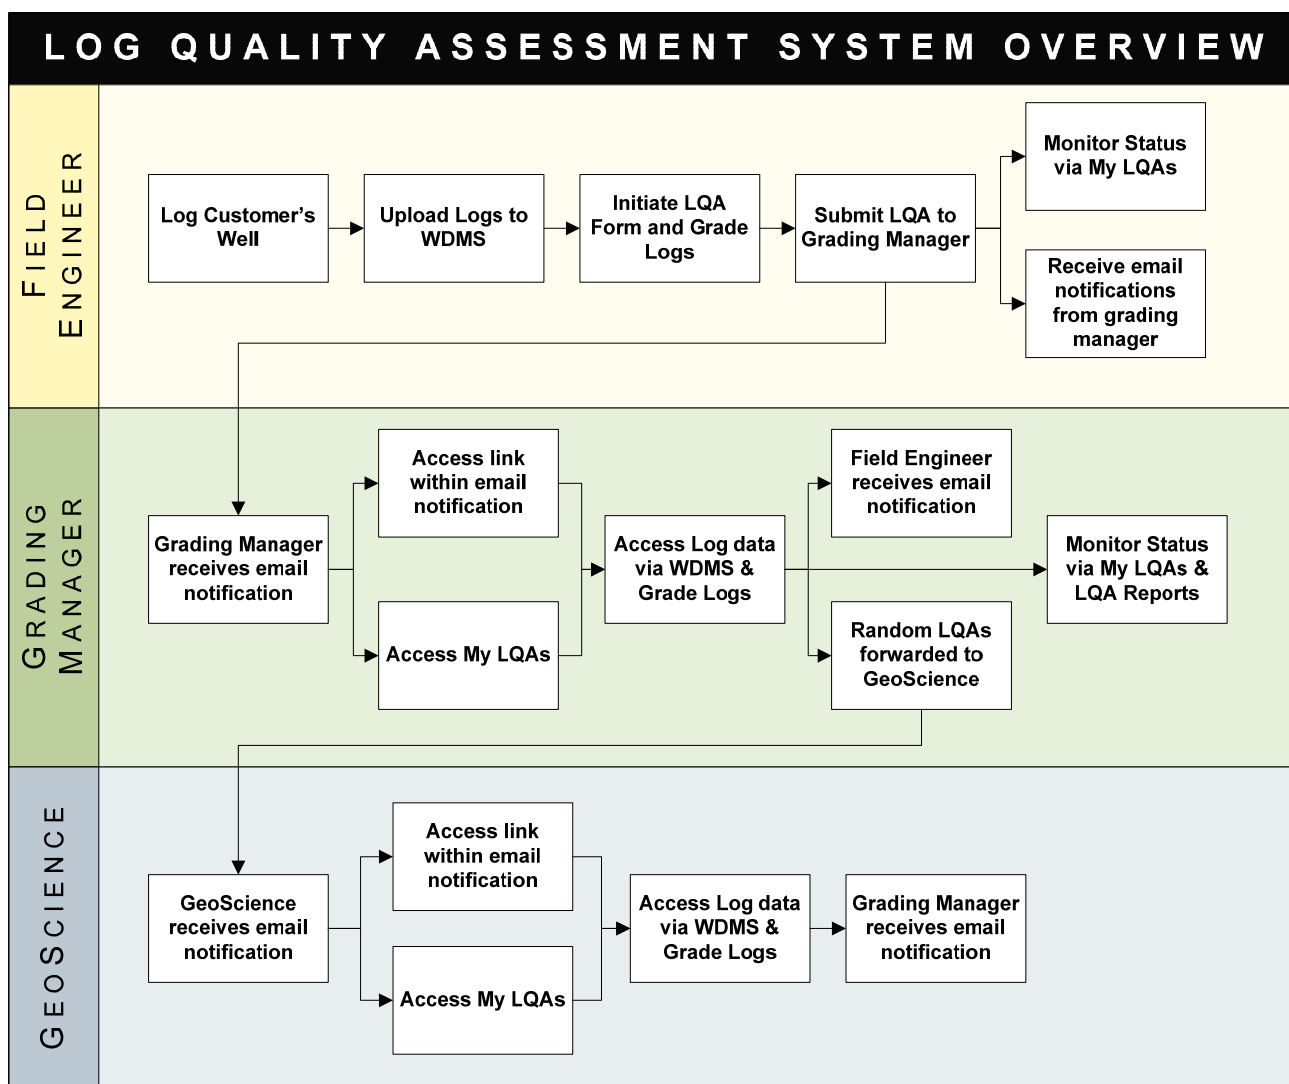 LOG QUALITY ASSESSMENT SYSTEM OVERVIEW
FIELD
ENGINEER
Log Customer's
Well
Upload Logs to
WDMS
Initiate LQA
Form and Grade
Logs
Submit LQA to
Grading Manager
Monitor Status
via My LQAs
Receive email
notifications
from grading
manager
GRADING
MANAGER
Grading Manager
receives email
notification
Access link
within email
notification
Access My LQAs
Access Log data
via WDMS &
Grade Logs
Field Engineer
receives email
notification
Random LQAs
forwarded to
GeoScience
Monitor Status
via My LQAs &
LQA Reports
GEOSCIENCE
GeoScience
receives email
notification
Access link
within email
notification
Access My LQAs
Access Log data
via WDMS &
Grade Logs
Grading Manager
receives email
notification